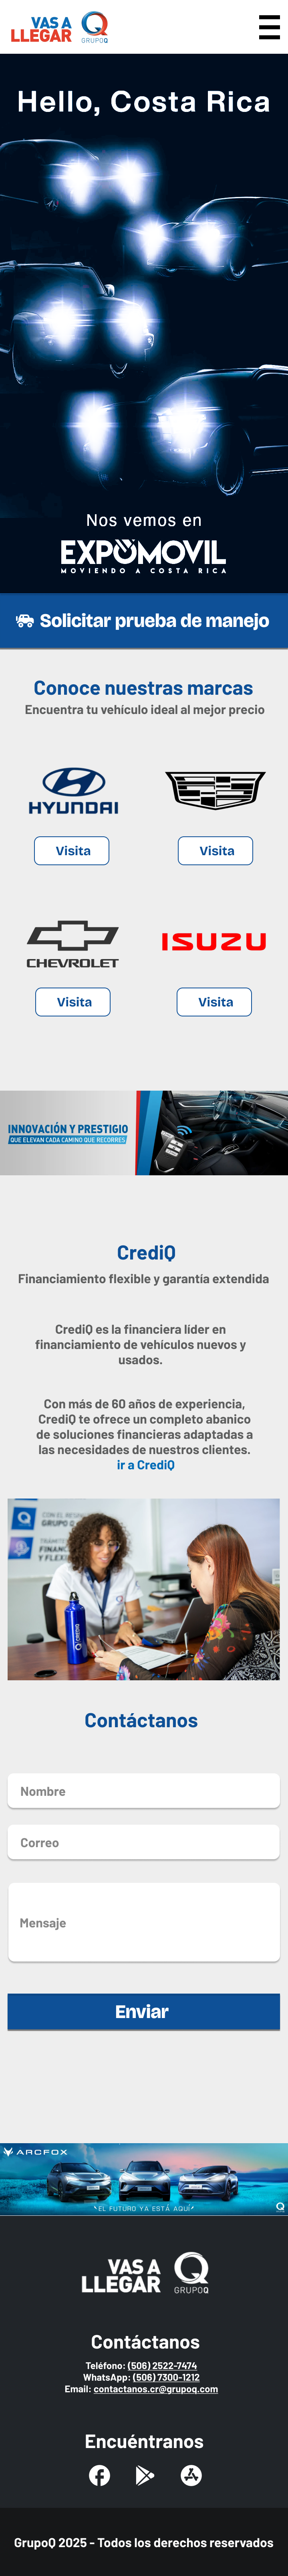 VAS A
LLEGAR
GRUPOQ
Hello, Costa Rica
Nos vemos en
EXPOMOVIL
MOVIENDO A COSTA RICA
Solicitar prueba de manejo
Conoce nuestras marcas
Encuentra tu vehículo ideal al mejor precio
HYUNDAI
Visita
Visita
CHEVROLET
ISUZU
Visita
Visita
INNOVACIÓN Y PRESTIGIO
QUE ELEVAN CADA CAMINO QUE RECORRES
CrediQ
Financiamiento flexible y garantía extendida
CrediQ es la financiera líder en
financiamiento de vehículos nuevos y
usados.
Con más de 60 años de experiencia,
CrediQ te ofrece un completo abanico
de soluciones financieras adaptadas a
las necesidades de nuestros clientes.
ir a CrediQ
CREDIQ
Contáctanos
Nombre
Correo
Mensaje
Enviar
ARCFOX
EL FUTURO YA ESTÁ AQUÍ
VAS A
LLEGAR
GRUPOQ
Contáctanos
Teléfono: (506) 2522-7474
WhatsApp: (506) 7300-1212
Email: contactanos.cr@grupoq.com
Encuéntranos
GrupoQ 2025 - Todos los derechos reservados